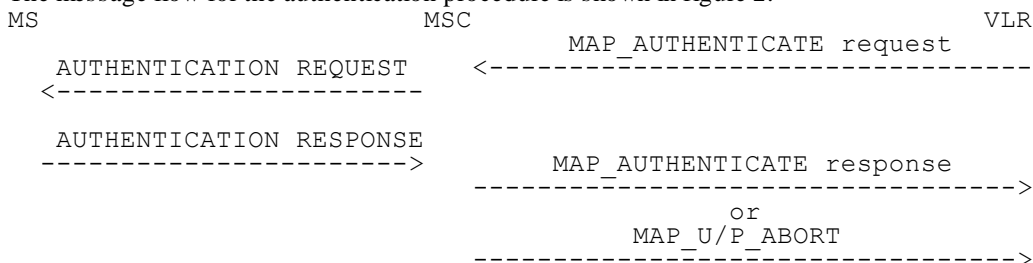 The message flow for the authentication procedure is shown in figure 2:
MS MSC VLR
MAP_AUTHENTICATE request
AUTHENTICATION REQUEST <-----------------------------------
<------------------------
AUTHENTICATION RESPONSE
-----------------------> MAP_AUTHENTICATE response
---------------------------------->
or
MAP_U/P_ABORT
---------------------------------->